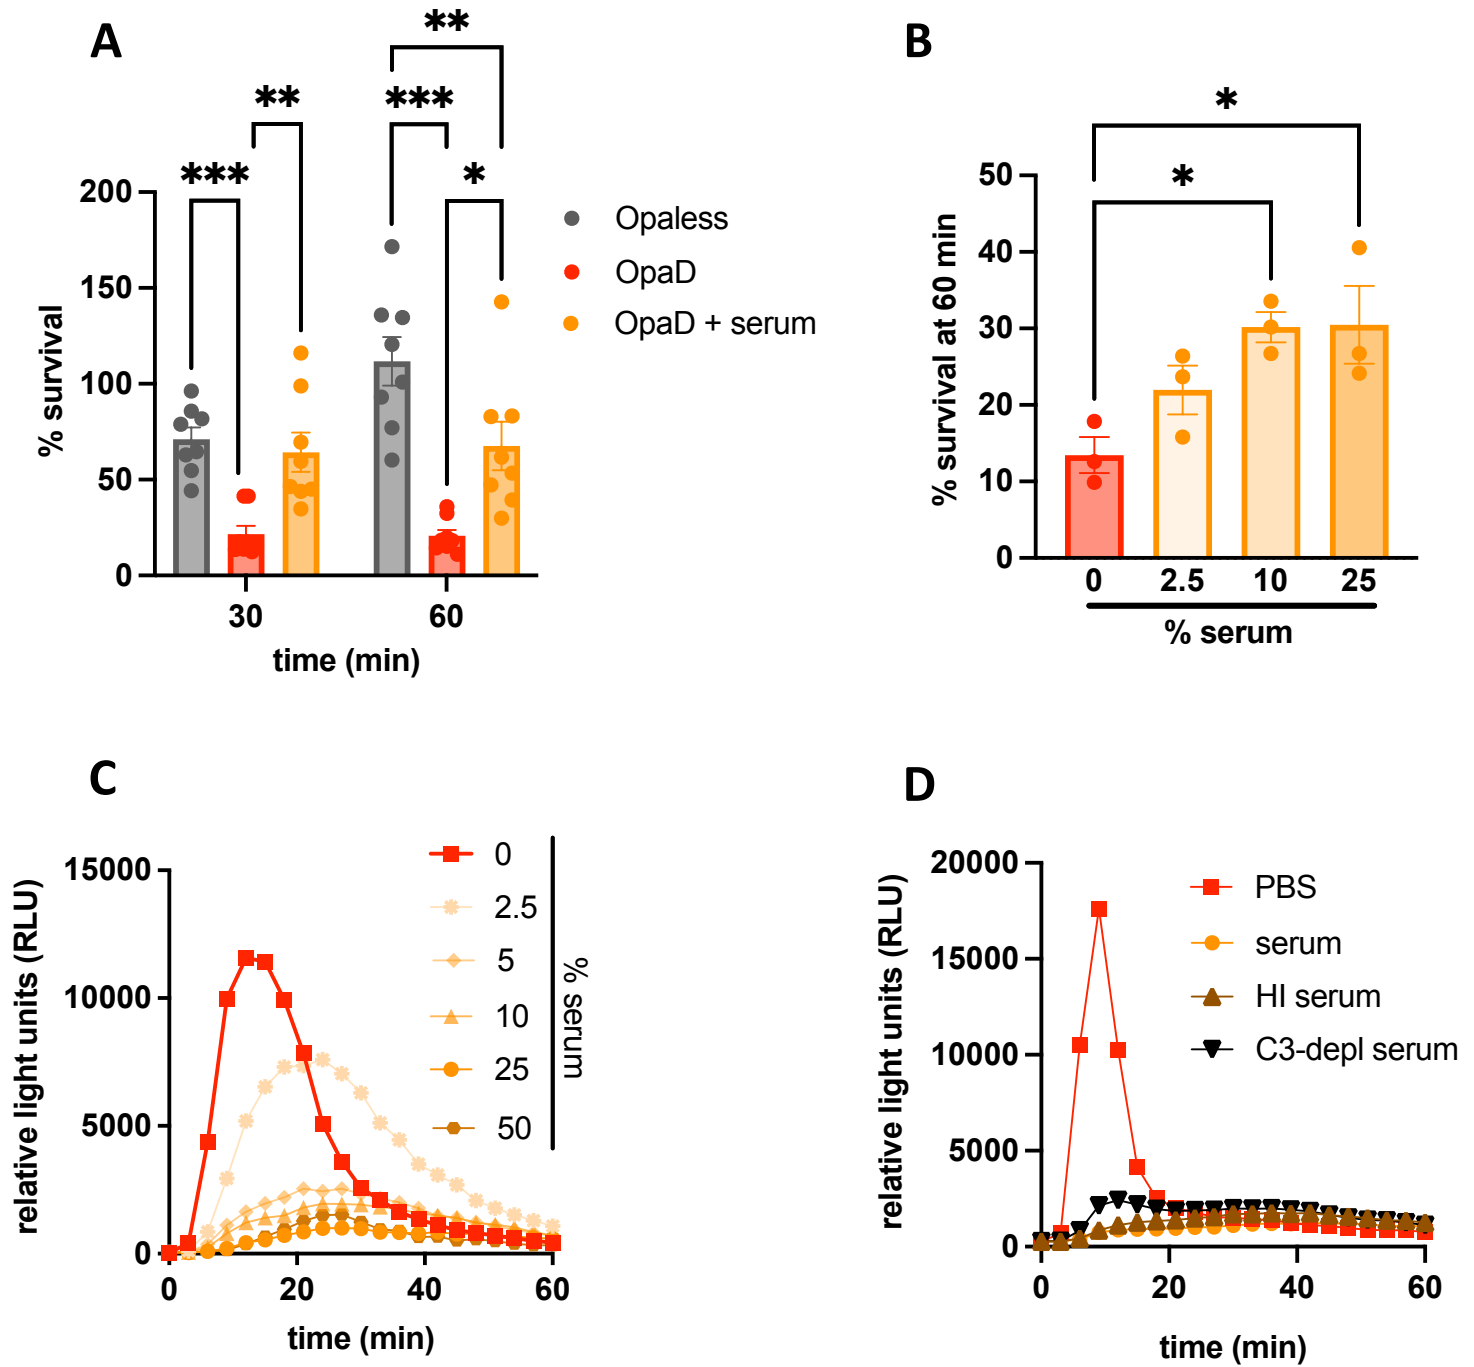 A
**
**
***
***
*
200
150
100
50
0
% survival
30
60
time (min)
Opaless
OpaD
OpaD + serum
B
*
*
50
40
30
20
10
0
% survival at 60 min
0 2.5 10 25
% serum
C
15000
10000
5000
0
relative light units (RLU)
0 20 40 60
time (min)
0
2.5
5
10
25
50
% serum
D
20000
15000
10000
5000
0
relative light units (RLU)
0 20 40 60
time (min)
PBS
serum
HI serum
C3-depl serum